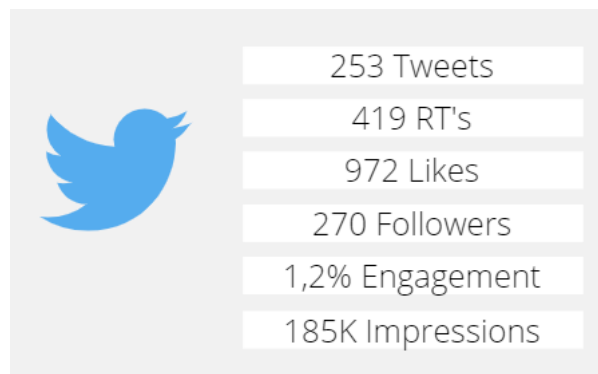 253 Tweets
419 RT's
972 Likes
270 Followers
1,2% Engagement
185K Impressions